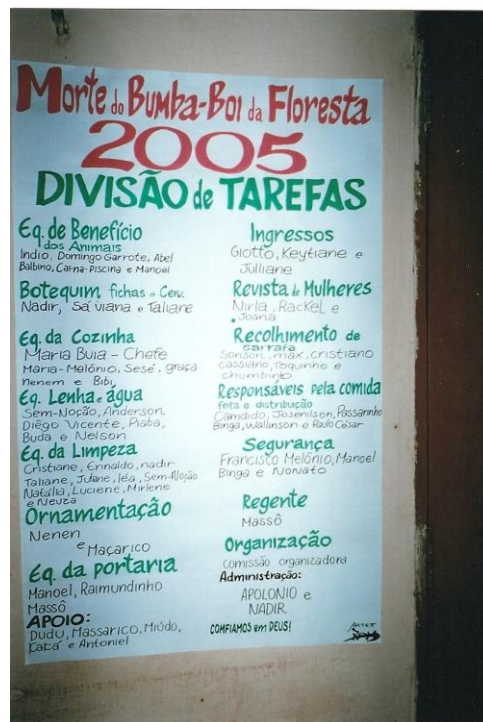 Morte do Bumba-Boi da Floresta
2005
DIVISÃO de TAREFAS
Eq. de Benefício
dos Animais
Indio, Domingo Garrote, Abel
Balbino, Carna-Piscina e Manoel
Botequim fichas e Cerv.
Nadir, Sá viana e Taliane
Eq. da Cozinha
Maria Buia - Chefe
Maria-Melônio, Sesé, graça
nenem e Bibi
Eq. Lenha e água
Sem-Noção, Anderson
Diêgo Vicente, Piaba,
Buda e Nelson
Eq. da Limpeza
Cristiane, Ednaldo, nadir
Taliane, Juliane, léa, Sem-Noção
Natália, Luciene, Mirlene
e Neuza
Ornamentação
Nenen
e Maçarico
Eq. da portaria
Manoel, Raimundinho
Massô
APOIO:
Dudú, Massarico, Miúdo,
e Antoniel
Ingressos
Giotto, Keytiane e
Julliane
Revista de Mulheres
Nirla, Rackel e
Joana
Recolhimento de
garrafa
Sonson, max, cristiano
cassiano, Toquinho e
chumbinho
Responsáveis pela comida
feita e distribuição
Candido, Josenilson, Passarinho
Binga, Wallinson e Paulo César
Segurança
Francisco Melônio, Manoel
Binga e Nonato
Regente
Massô
Organização
Comissão organizadora
Administração:
APOLONIO e
NADIR
CONFIAMOS em DEUS!
ARTES